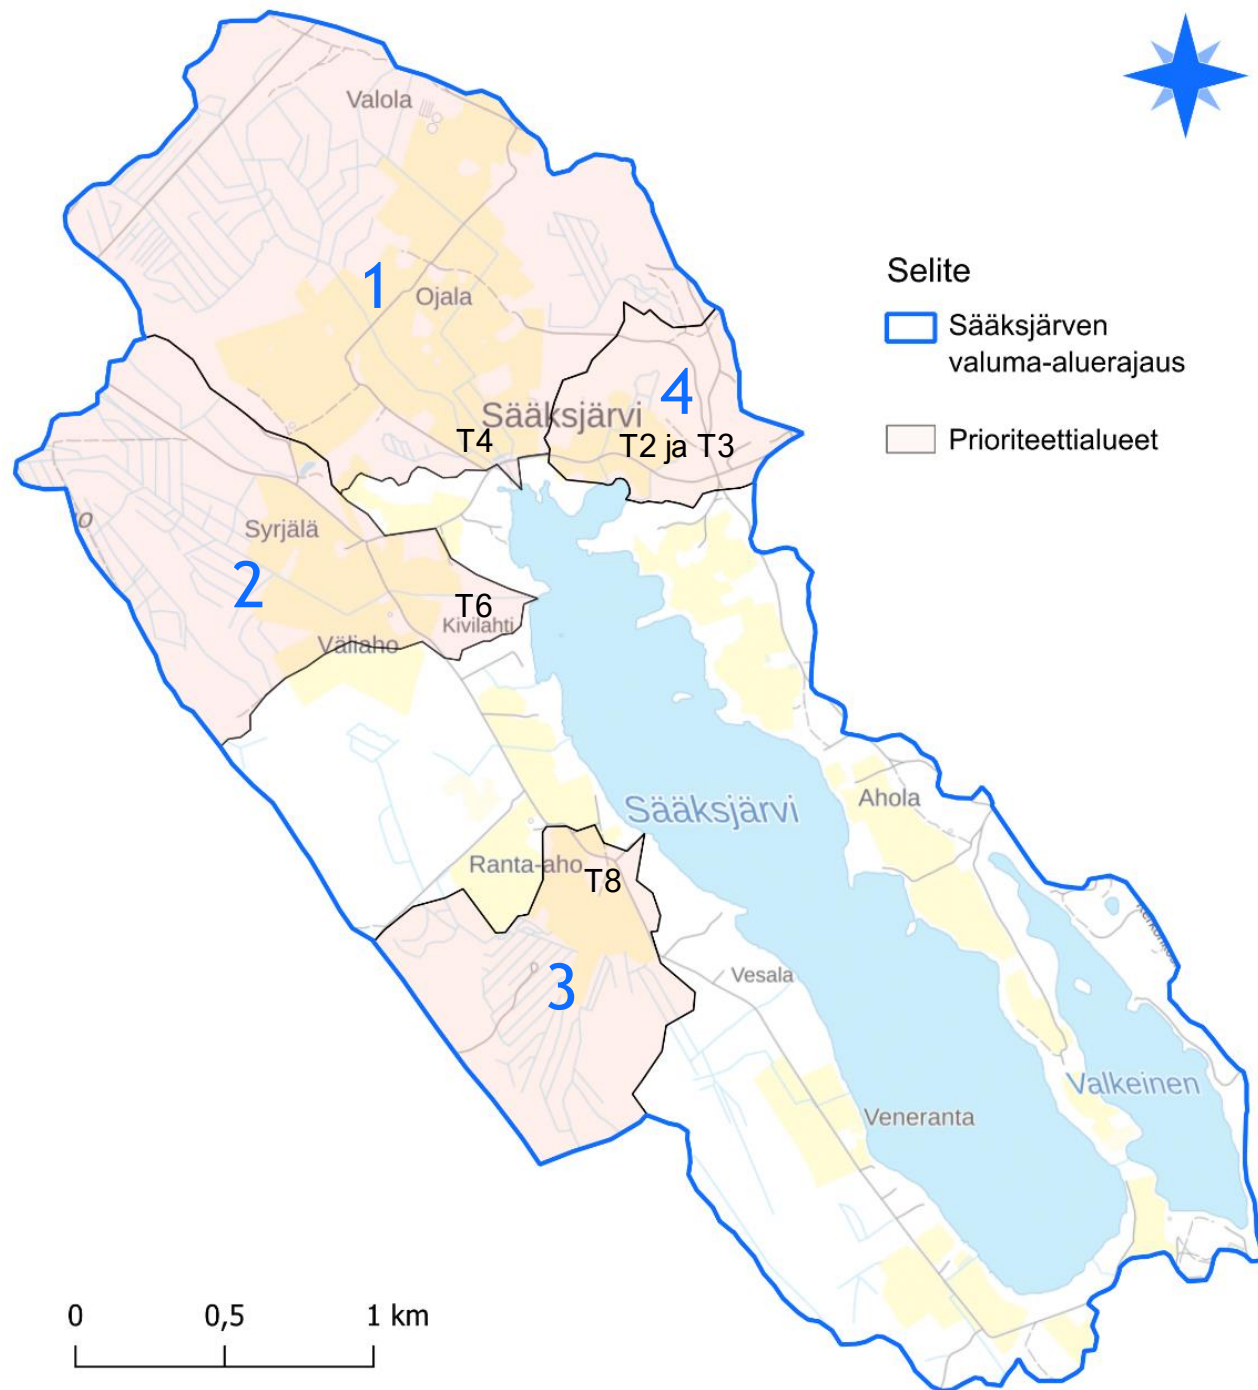 Valola
1
Ojala
Selite
Sääksjärven
valuma-aluerajaus
Prioriteettialueet
4
Sääksjärvi
T4
T2 ja T3
Syrjälä
2
T6
Kivilahti
Väliaho
Sääksjärvi
Ahola
Ranta-aho
T8
3
Vesala
Valkeinen
Veneranta
0 0,5 1 km